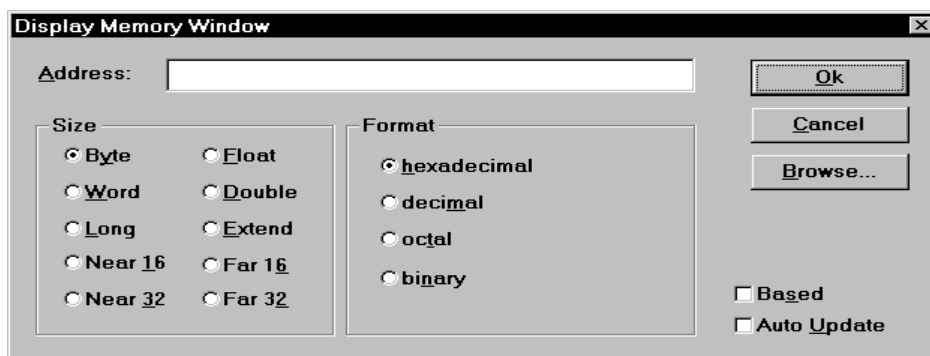 Display Memory Window
Address:
Ok
Cancel
Browse...
Size
Byte
Float
Word
Double
Long
Extend
Near 16
Far 16
Near 32
Far 32
Format
hexadecimal
decimal
octal
binary
Based
Auto Update